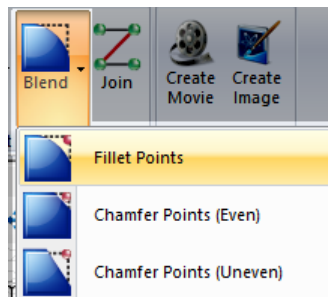 Blend
Join
Create
Movie
Create
Image
Fillet Points
Chamfer Points (Even)
Chamfer Points (Uneven)